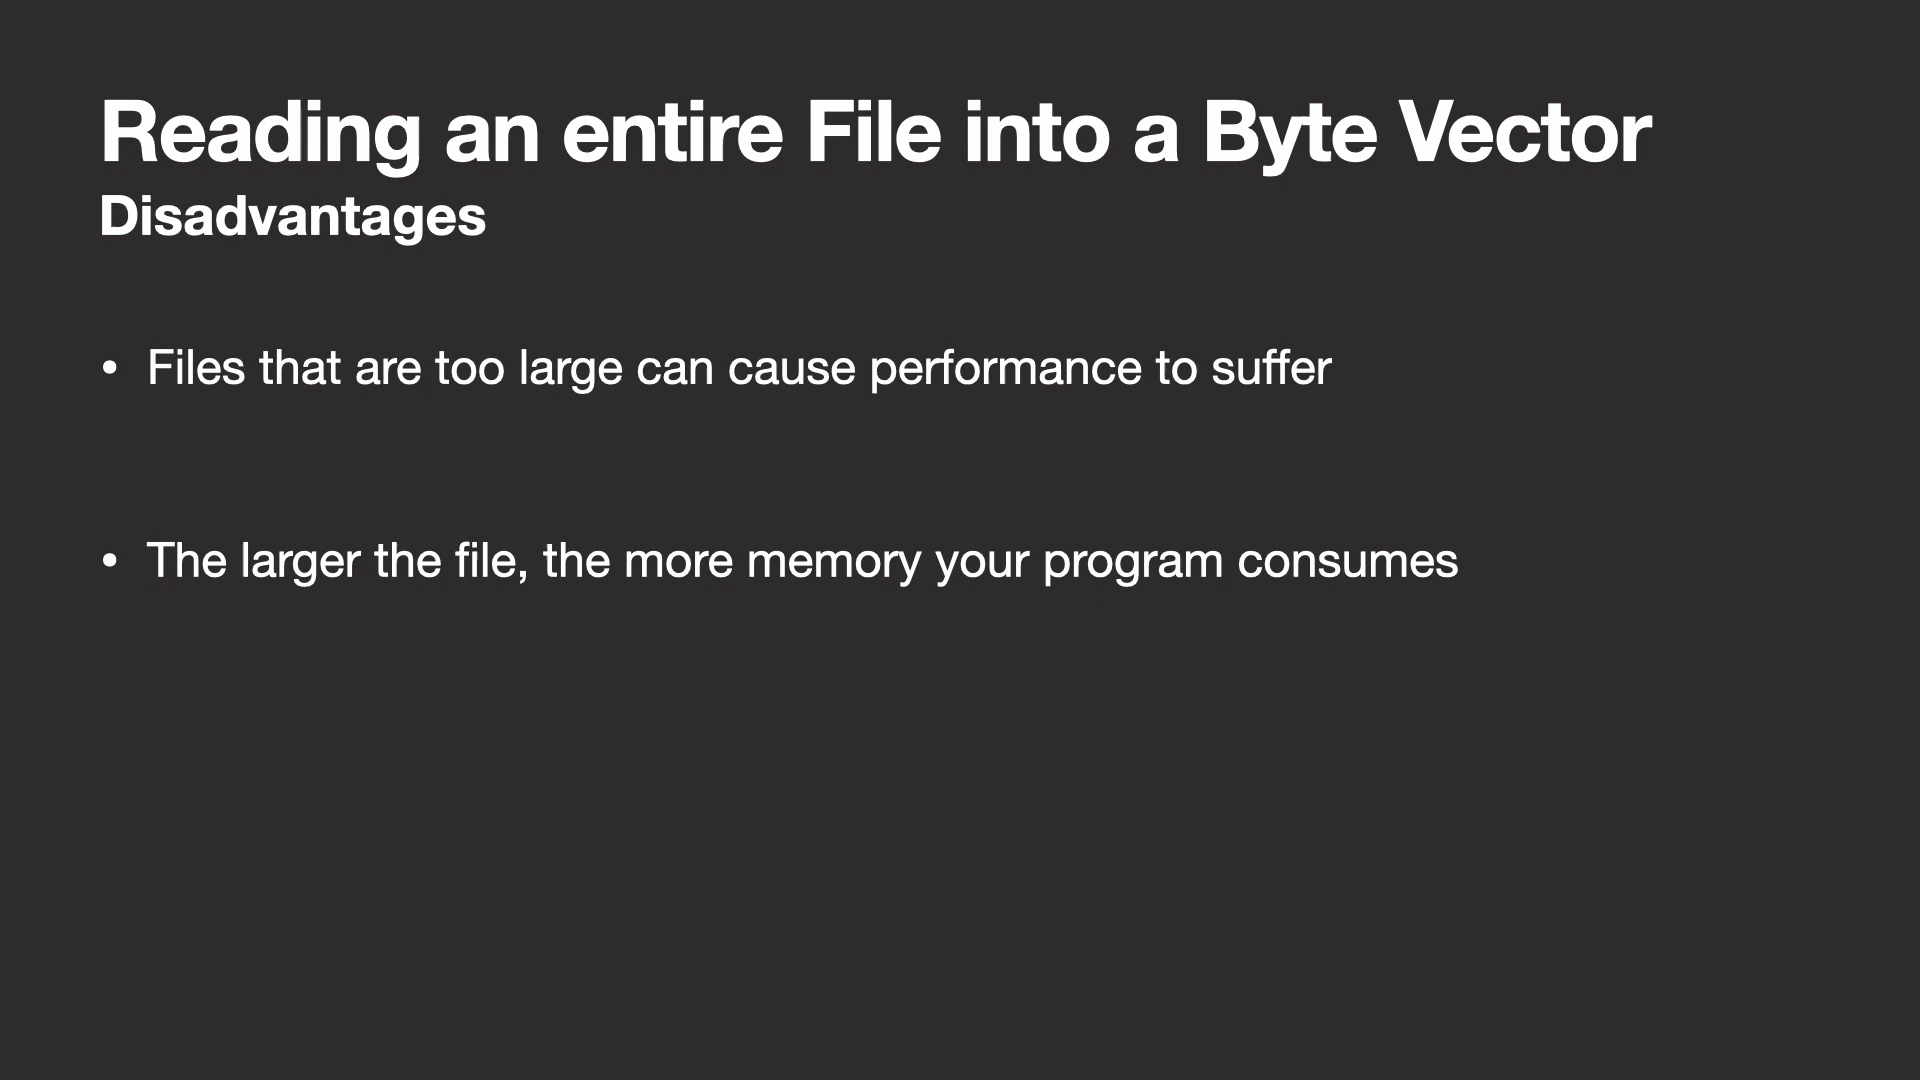 Reading an entire File into a Byte Vector
Disadvantages
• Files that are too large can cause performance to suffer
• The larger the file, the more memory your program consumes